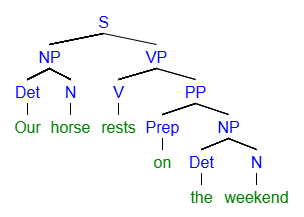 S
NP VP
Det N V PP
Our horse rests Prep NP
on Det N
the weekend